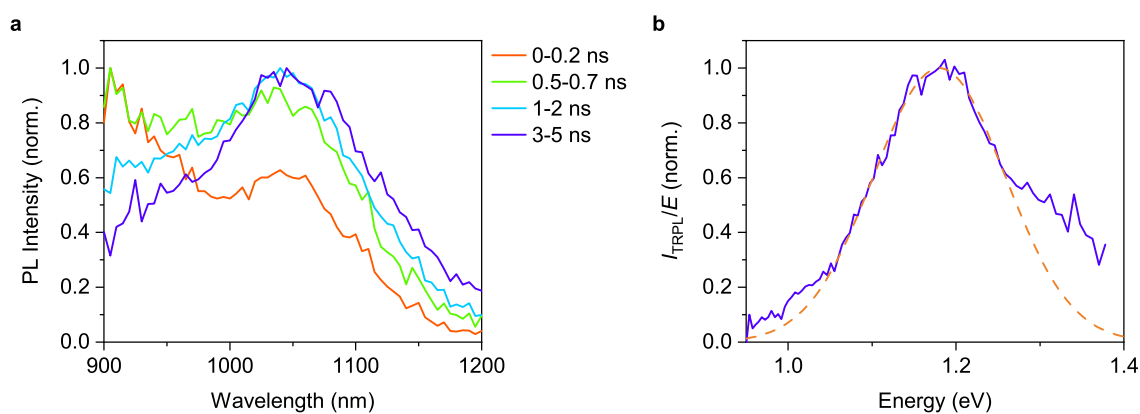 a
PL Intensity (norm.)
1.0
0.8
0.6
0.4
0.2
0.0
900
1000
1100
1200
Wavelength (nm)
0-0.2 ns
0.5-0.7 ns
1-2 ns
3-5 ns
b
I_TRPL/E (norm.)
1.0
0.8
0.6
0.4
0.2
0.0
1.0
1.2
1.4
Energy (eV)